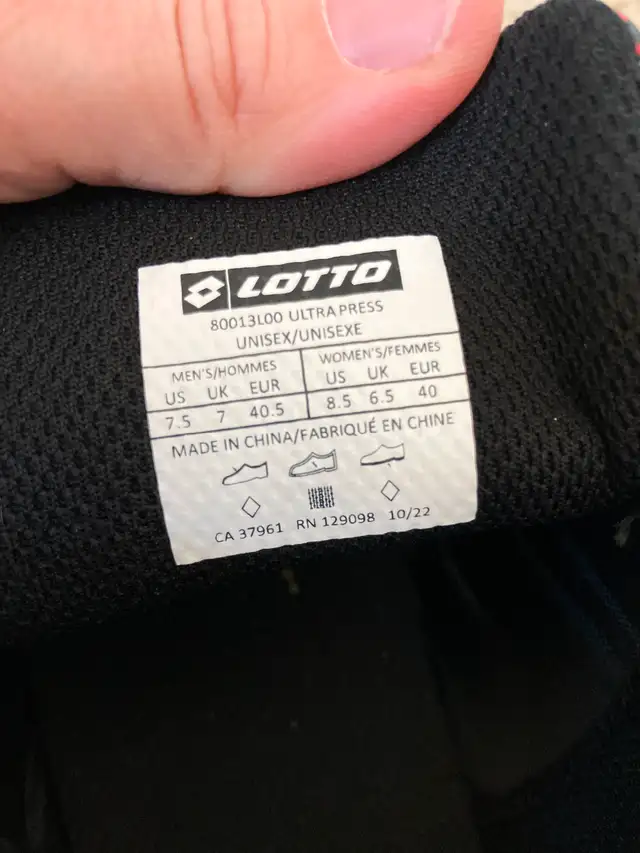 LOTTO
80013L00 ULTRA PRESS
UNISEX/UNISEXE
MEN'S/HOMMES WOMEN'S/FEMMES
US UK EUR US UK EUR
7.5 7 40.5 8.5 6.5 40
MADE IN CHINA/FABRIQUÉ EN CHINE
CA 37961 RN 129098 10/22